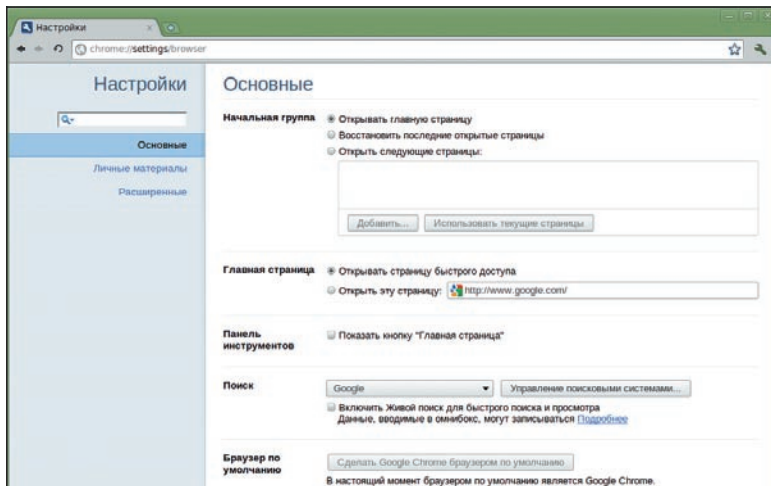 Настройки
chrome://settings/browser
Настройки
Основные
Личные материалы
Расширенные
Основные
Начальная группа
Открывать главную страницу
Восстановить последние открытые страницы
Открыть следующие страницы:
Добавить... Использовать текущие страницы
Главная страница
Открывать страницу быстрого доступа
Открыть эту страницу: http://www.google.com/
Панель
инструментов
Показать кнопку "Главная страница"
Поиск
Google Управление поисковыми системами...
Включить Живой поиск для быстрого поиска и просмотра
Данные, вводимые в омнибокс, могут записываться Подробнее
Браузер по
умолчанию
Сделать Google Chrome браузером по умолчанию
В настоящий момент браузером по умолчанию является Google Chrome.